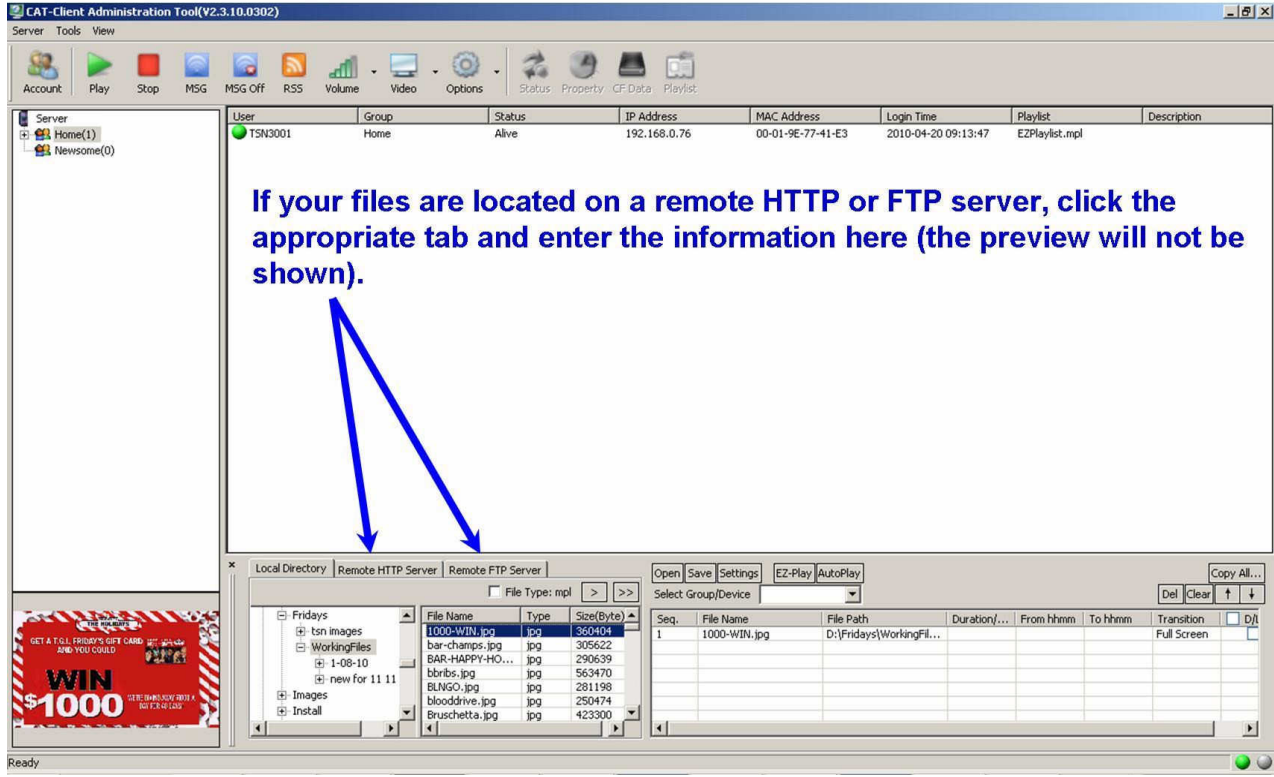 CAT-Client Administration Tool(V2.3.10.0302)
Server Tools View
Account Play Stop MSG MSG Off RSS Volume Video Options Status Property CF Data Playlist
Server
Home(1)
Newsome(0)
User Group Status IP Address MAC Address Login Time Playlist Description
TSN3001 Home Alive 192.168.0.76 00-01-9E-77-41-E3 2010-04-20 09:13:47 EZPlaylist.mpl
If your files are located on a remote HTTP or FTP server, click the
appropriate tab and enter the information here (the preview will not be
shown).
Local Directory Remote HTTP Server Remote FTP Server
File Type: mpl > >>
Fridays
tsn images
WorkingFiles
1-08-10
new for 11 11
Images
Install
File Name Type Size(Byte)
1000-WIN.jpg jpg 360404
bar-champs.jpg jpg 305622
BAR-HAPPY-HO... jpg 290639
bbribs.jpg jpg 563470
BLNGO.jpg jpg 281198
blooddrive.jpg jpg 250474
Bruschetta.jpg jpg 423300
Open Save Settings EZ-Play AutoPlay Copy All...
Select Group/Device Del Clear
Seq. File Name File Path Duration/... From hhmm To hhmm Transition D/L
1 1000-WIN.jpg D:\Fridays\WorkingFil... Full Screen
THE HOLIDAYS
GET A T.G.I. FRIDAY'S GIFT CARD
AND YOU COULD
WIN
$1000
Ready